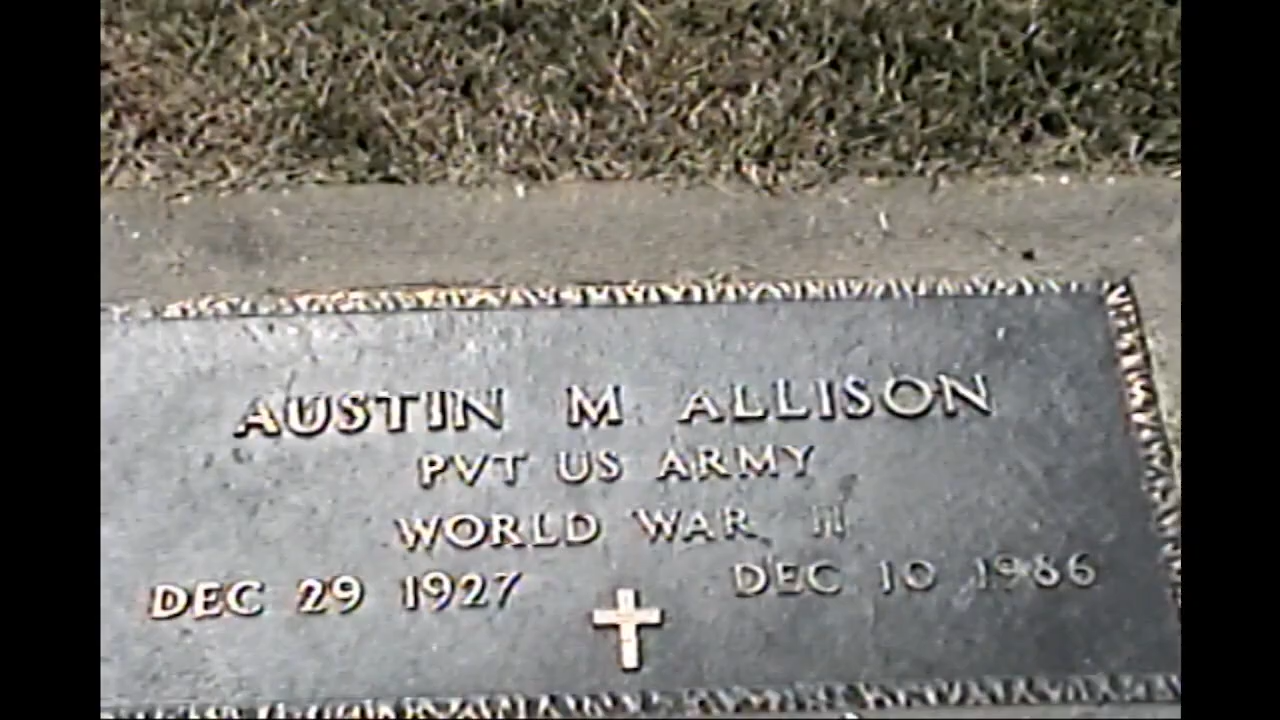 AUSTIN M ALLISON
PVT US ARMY
WORLD WAR II
DEC 29 1927 DEC 10 1986